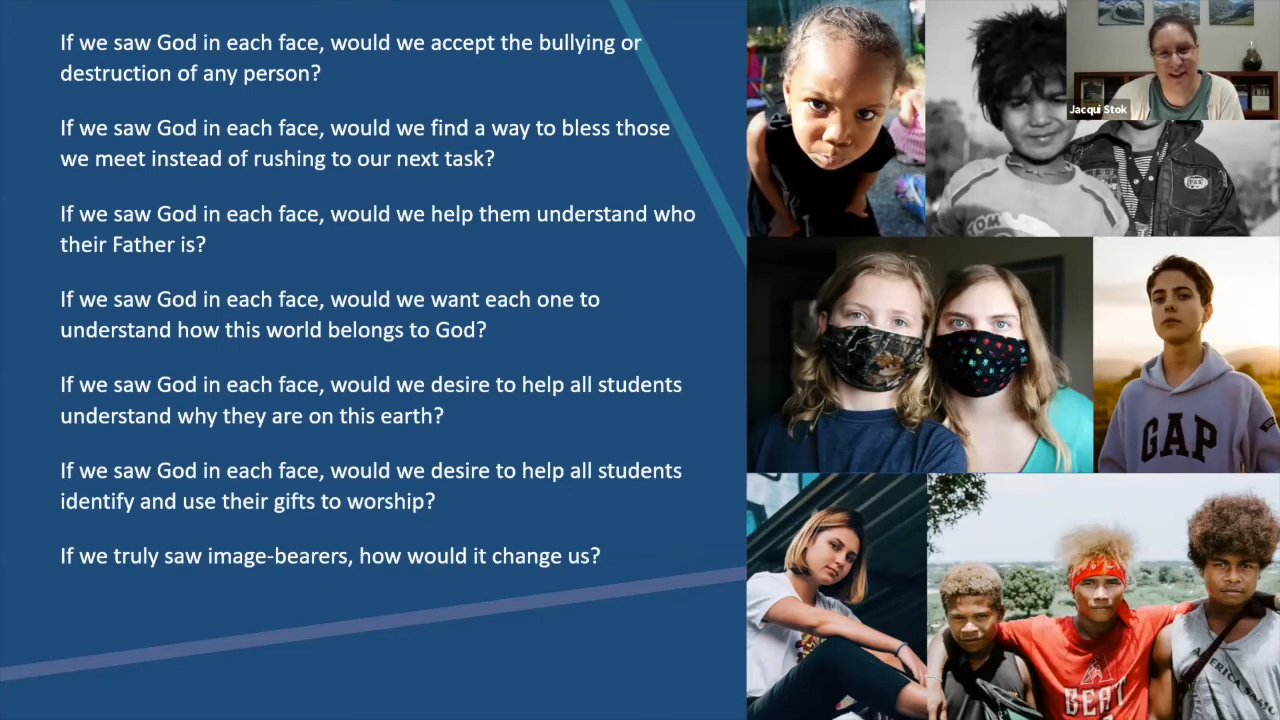 If we saw God in each face, would we accept the bullying or
destruction of any person?
If we saw God in each face, would we find a way to bless those
we meet instead of rushing to our next task?
If we saw God in each face, would we help them understand who
their Father is?
If we saw God in each face, would we want each one to
understand how this world belongs to God?
If we saw God in each face, would we desire to help all students
understand why they are on this earth?
If we saw God in each face, would we desire to help all students
identify and use their gifts to worship?
If we truly saw image-bearers, how would it change us?
Jacqui Stok
TOM
GAP
BEAT
AMERICA